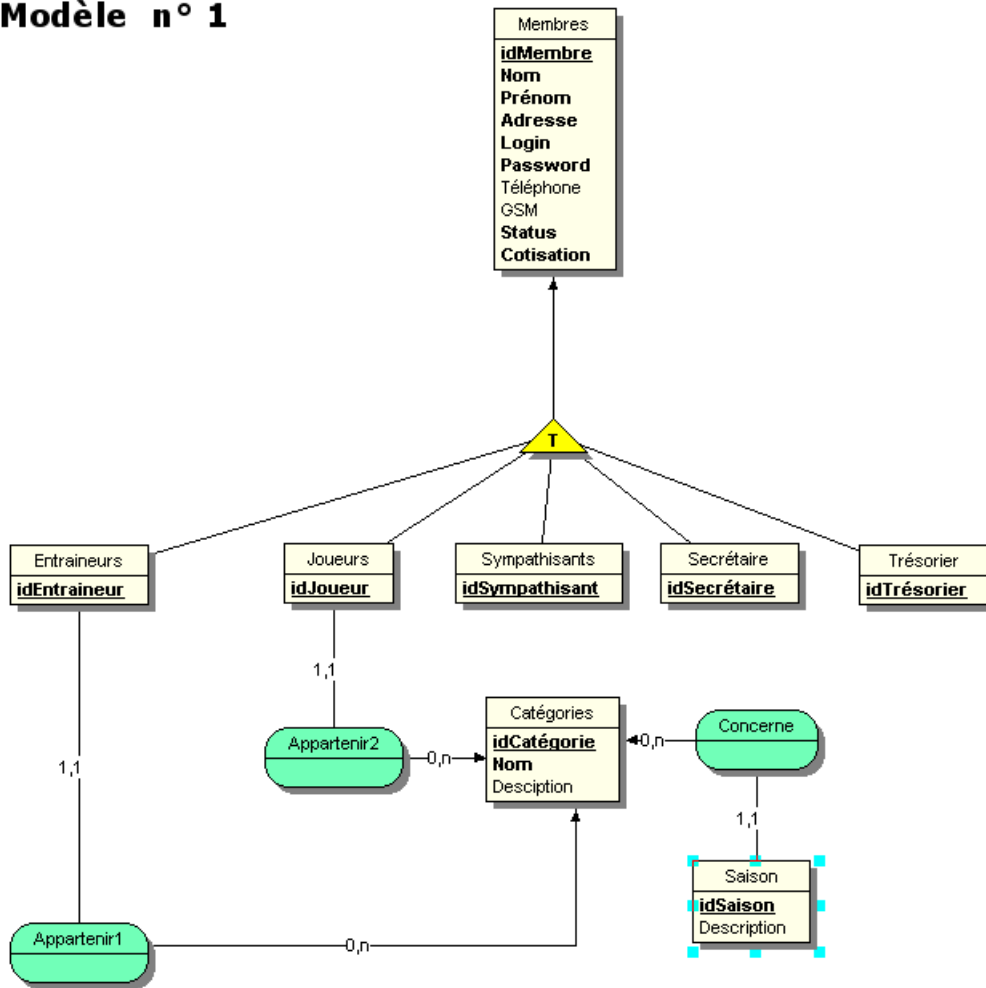 Modèle n° 1
Membres
idMembre
Nom
Prénom
Adresse
Login
Password
Téléphone
GSM
Status
Cotisation
T
Entraineurs
idEntraineur
Joueurs
idJoueur
Sympathisants
idSympathisant
Secrétaire
idSecrétaire
Trésorier
idTrésorier
1,1
Appartenir2
0,n
Catégories
idCatégorie
Nom
Desciption
0,n
Concerne
1,1
1,1
Saison
idSaison
Description
Appartenir1
0,n